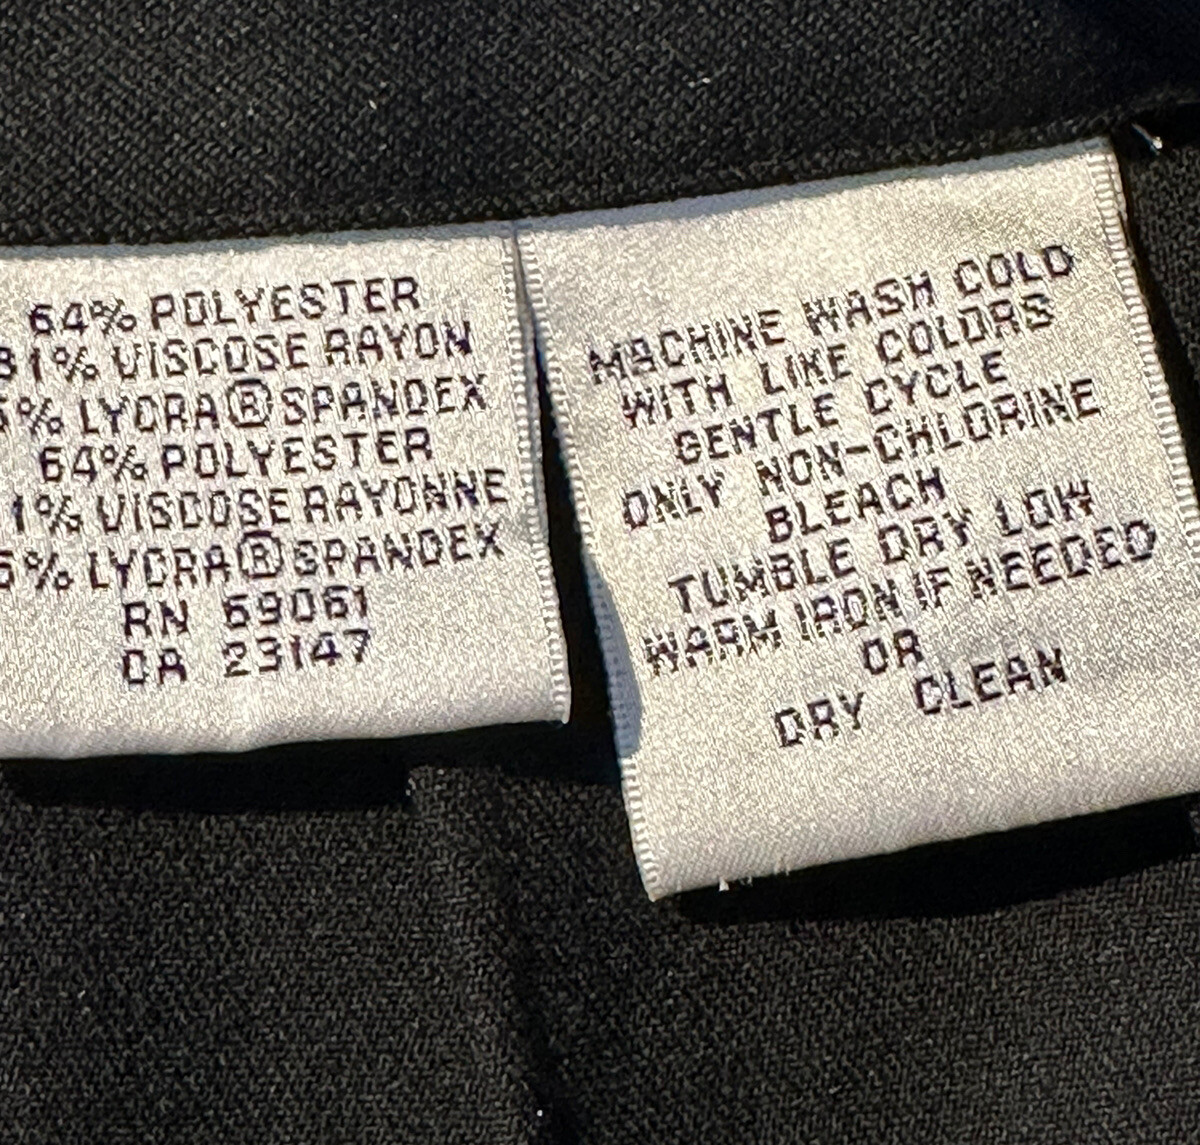 64% POLYESTER
31% VISCOSE RAYON
5% LYCRA® SPANDEX
64% POLYESTER
1% VISCOSE RAYONNE
5% LYCRA® SPANDEX
RN 69061
CA 23147
MACHINE WASH COLD
WITH LIKE COLORS
GENTLE CYCLE
ONLY NON-CHLORINE
BLEACH
TUMBLE DRY LOW
WARM IRON IF NEEDED
OR
DRY CLEAN